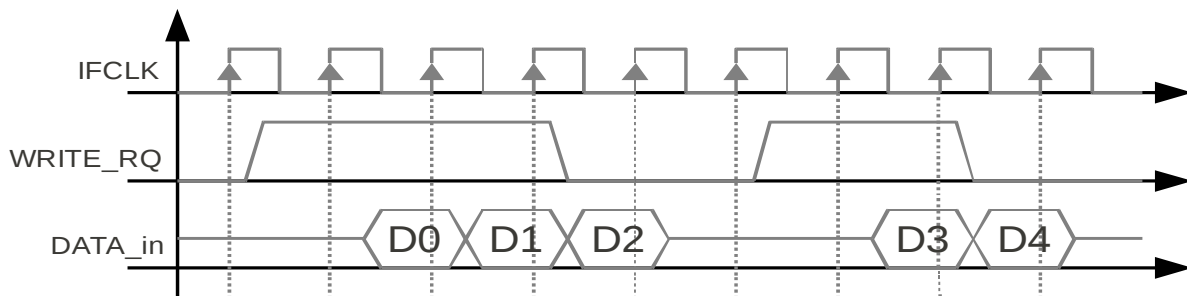 IFCLK
WRITE_RQ
DATA_in
D0 D1 D2 D3 D4